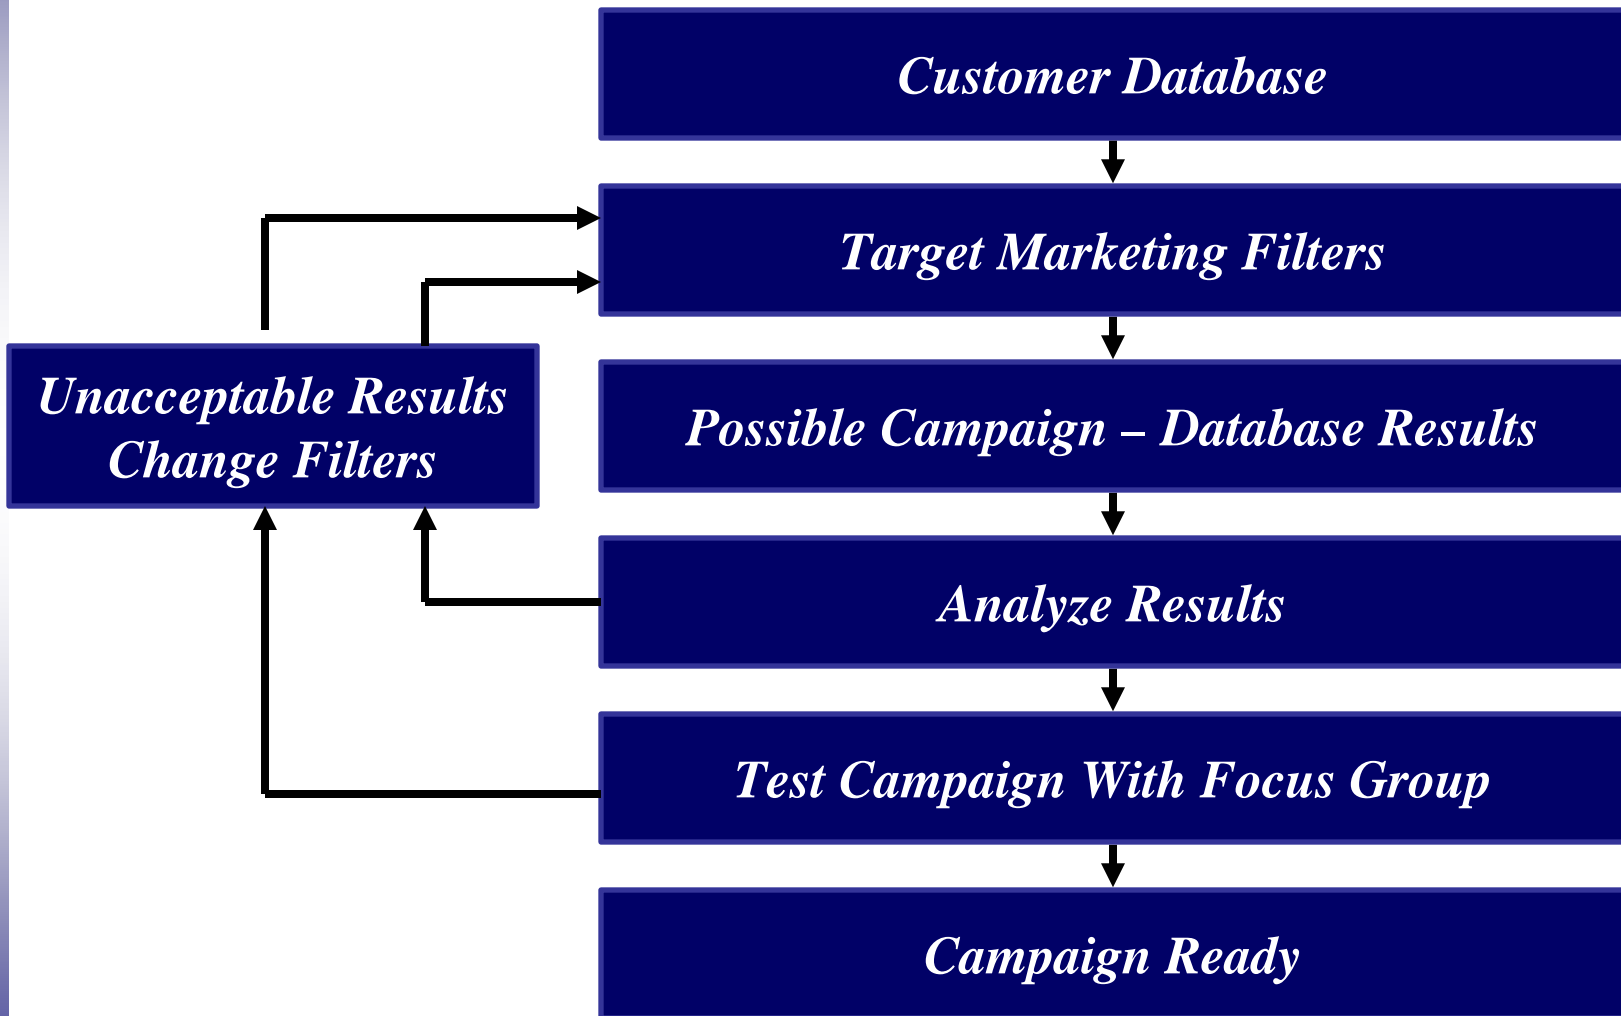 Customer Database
Target Marketing Filters
Unacceptable Results
Change Filters
Possible Campaign – Database Results
Analyze Results
Test Campaign With Focus Group
Campaign Ready